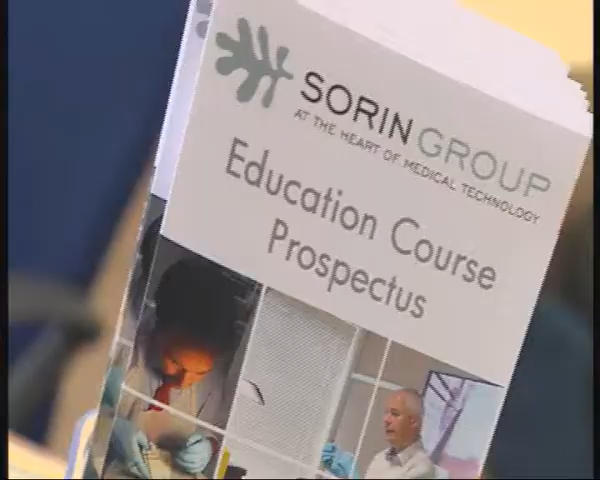 SORIN GROUP
AT THE HEART OF MEDICAL TECHNOLOGY
Education Course
Prospectus